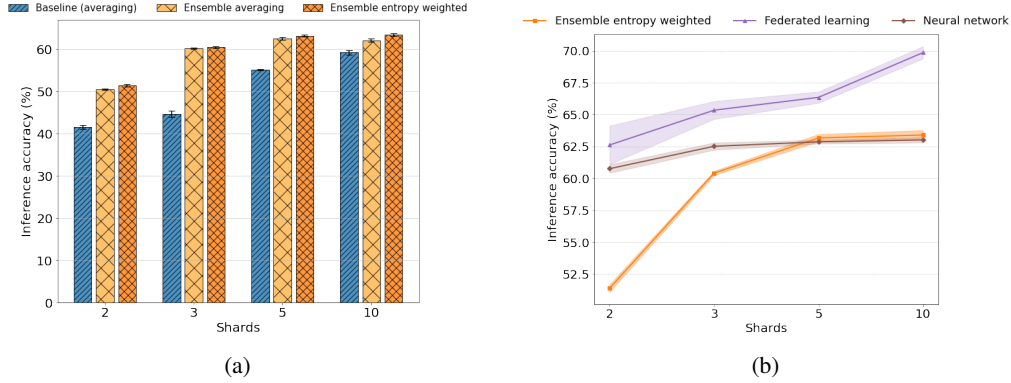 Baseline (averaging) Ensemble averaging Ensemble entropy weighted
60
50
40
30
20
10
0
Inference accuracy (%)
2 3 5 10
Shards
(a)
Ensemble entropy weighted Federated learning Neural network
70.0
67.5
65.0
62.5
60.0
57.5
55.0
52.5
Inference accuracy (%)
2 3 5 10
Shards
(b)